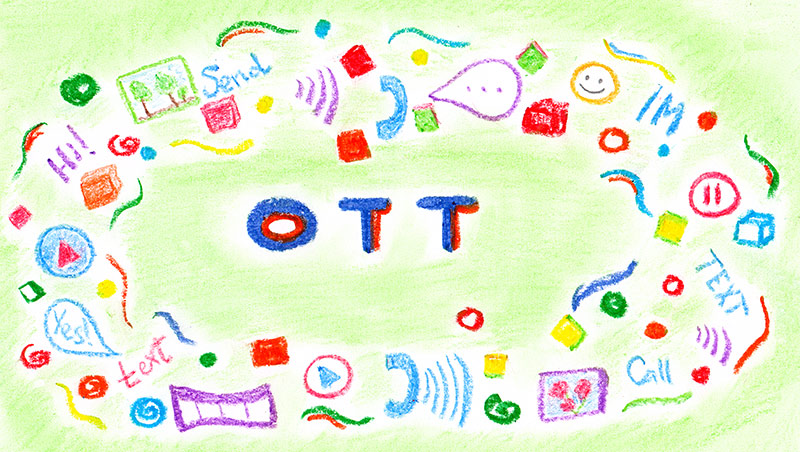 Send
Hi!
IM
OTT
TEXT
Yes!
text
Call